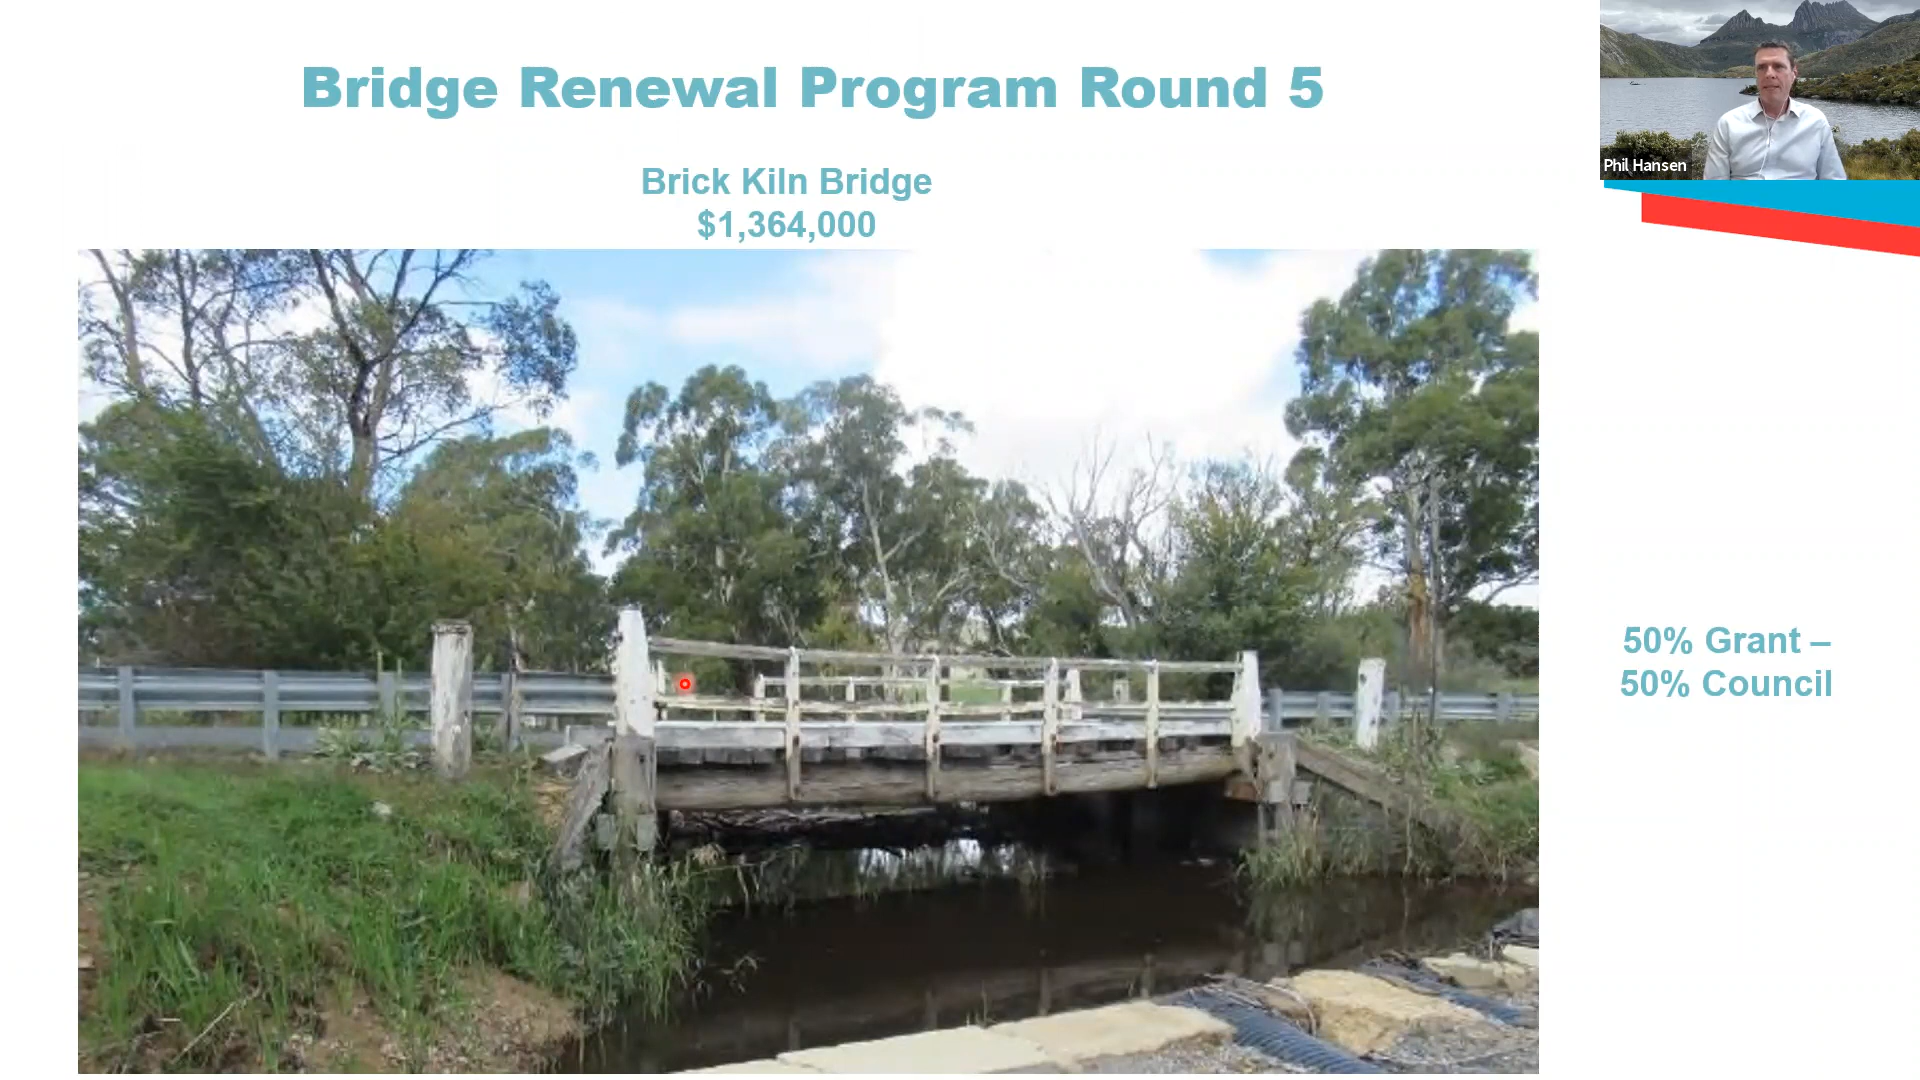 Bridge Renewal Program Round 5
Phil Hansen
Brick Kiln Bridge
$1,364,000
50% Grant –
50% Council